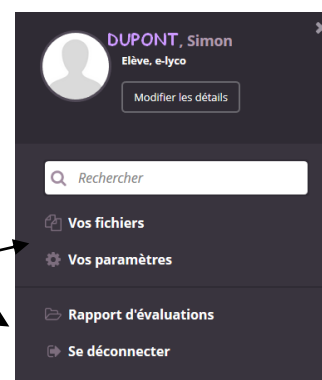 DUPONT, Simon
Elève, e-lyco
Modifier les détails
Rechercher
Vos fichiers
Vos paramètres
Rapport d'évaluations
Se déconnecter